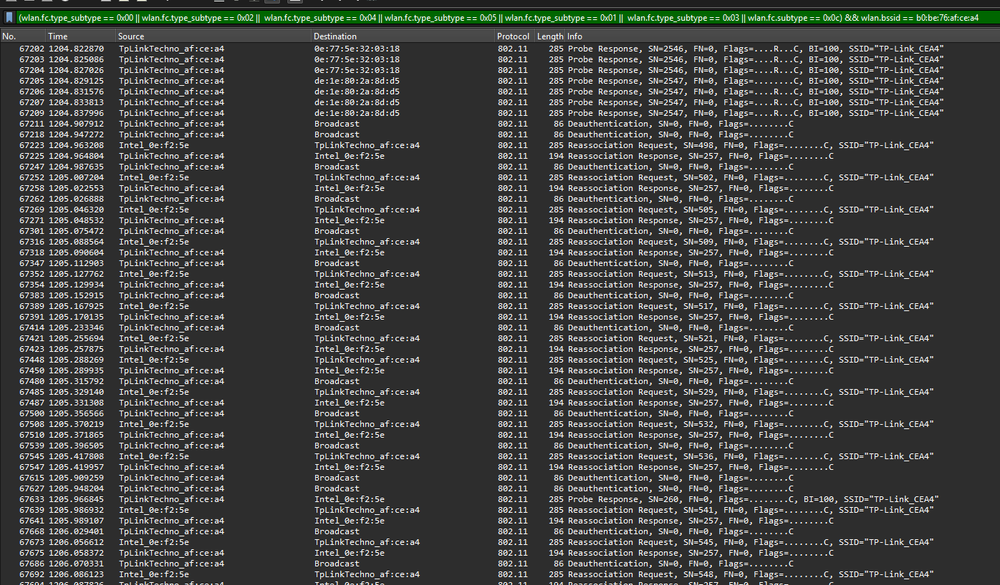 (wlan.fc.type_subtype == 0x00 || wlan.fc.type_subtype == 0x02 ||  wlan.fc.type_subtype == 0x04 || wlan.fc.type_subtype == 0x05 || wlan.fc.type_subtype == 0x01 ||  wlan.fc.type_subtype == 0x03 || wlan.fc.subtype == 0x0c) && wlan.bssid == b0:be:76:af:ce:a4
No. Time Source Destination Protocol Length Info
67202 1204.822870 TpLinkTechno_af:ce:a4 0e:77:5e:32:03:18 802.11 285 Probe Response, SN=2546, FN=0, Flags=....R...C, BI=100, SSID="TP-Link_CEA4"
67203 1204.825086 TpLinkTechno_af:ce:a4 0e:77:5e:32:03:18 802.11 285 Probe Response, SN=2546, FN=0, Flags=....R...C, BI=100, SSID="TP-Link_CEA4"
67204 1204.827026 TpLinkTechno_af:ce:a4 0e:77:5e:32:03:18 802.11 285 Probe Response, SN=2546, FN=0, Flags=....R...C, BI=100, SSID="TP-Link_CEA4"
67205 1204.829125 TpLinkTechno_af:ce:a4 de:1e:80:2a:8d:d5 802.11 285 Probe Response, SN=2547, FN=0, Flags=........C, BI=100, SSID="TP-Link_CEA4"
67206 1204.831576 TpLinkTechno_af:ce:a4 de:1e:80:2a:8d:d5 802.11 285 Probe Response, SN=2547, FN=0, Flags=....R...C, BI=100, SSID="TP-Link_CEA4"
67207 1204.833813 TpLinkTechno_af:ce:a4 de:1e:80:2a:8d:d5 802.11 285 Probe Response, SN=2547, FN=0, Flags=....R...C, BI=100, SSID="TP-Link_CEA4"
67209 1204.837996 TpLinkTechno_af:ce:a4 de:1e:80:2a:8d:d5 802.11 285 Probe Response, SN=2547, FN=0, Flags=....R...C, BI=100, SSID="TP-Link_CEA4"
67211 1204.907912 TpLinkTechno_af:ce:a4 Broadcast 802.11 86 Deauthentication, SN=0, FN=0, Flags=........C
67218 1204.947272 TpLinkTechno_af:ce:a4 Broadcast 802.11 86 Deauthentication, SN=0, FN=0, Flags=........C
67223 1204.963208 Intel_0e:f2:5e TpLinkTechno_af:ce:a4 802.11 285 Reassociation Request, SN=498, FN=0, Flags=........C, SSID="TP-Link_CEA4"
67225 1204.964804 TpLinkTechno_af:ce:a4 Intel_0e:f2:5e 802.11 194 Reassociation Response, SN=257, FN=0, Flags=........C
67247 1204.987635 TpLinkTechno_af:ce:a4 Broadcast 802.11 86 Deauthentication, SN=0, FN=0, Flags=........C
67252 1205.007204 Intel_0e:f2:5e TpLinkTechno_af:ce:a4 802.11 285 Reassociation Request, SN=502, FN=0, Flags=........C, SSID="TP-Link_CEA4"
67258 1205.022553 TpLinkTechno_af:ce:a4 Intel_0e:f2:5e 802.11 194 Reassociation Response, SN=257, FN=0, Flags=........C
67262 1205.026888 TpLinkTechno_af:ce:a4 Broadcast 802.11 86 Deauthentication, SN=0, FN=0, Flags=........C
67269 1205.046320 Intel_0e:f2:5e TpLinkTechno_af:ce:a4 802.11 285 Reassociation Request, SN=505, FN=0, Flags=........C, SSID="TP-Link_CEA4"
67271 1205.048532 TpLinkTechno_af:ce:a4 Intel_0e:f2:5e 802.11 194 Reassociation Response, SN=257, FN=0, Flags=........C
67301 1205.075472 TpLinkTechno_af:ce:a4 Broadcast 802.11 86 Deauthentication, SN=0, FN=0, Flags=........C
67316 1205.088564 Intel_0e:f2:5e TpLinkTechno_af:ce:a4 802.11 285 Reassociation Request, SN=509, FN=0, Flags=........C, SSID="TP-Link_CEA4"
67318 1205.090604 TpLinkTechno_af:ce:a4 Intel_0e:f2:5e 802.11 194 Reassociation Response, SN=257, FN=0, Flags=........C
67347 1205.112903 TpLinkTechno_af:ce:a4 Broadcast 802.11 86 Deauthentication, SN=0, FN=0, Flags=........C
67352 1205.127762 Intel_0e:f2:5e TpLinkTechno_af:ce:a4 802.11 285 Reassociation Request, SN=513, FN=0, Flags=........C, SSID="TP-Link_CEA4"
67354 1205.129934 TpLinkTechno_af:ce:a4 Intel_0e:f2:5e 802.11 194 Reassociation Response, SN=257, FN=0, Flags=........C
67383 1205.152915 TpLinkTechno_af:ce:a4 Broadcast 802.11 86 Deauthentication, SN=0, FN=0, Flags=........C
67389 1205.167925 Intel_0e:f2:5e TpLinkTechno_af:ce:a4 802.11 285 Reassociation Request, SN=517, FN=0, Flags=........C, SSID="TP-Link_CEA4"
67391 1205.170135 TpLinkTechno_af:ce:a4 Intel_0e:f2:5e 802.11 194 Reassociation Response, SN=257, FN=0, Flags=........C
67414 1205.233346 TpLinkTechno_af:ce:a4 Broadcast 802.11 86 Deauthentication, SN=0, FN=0, Flags=........C
67421 1205.255694 Intel_0e:f2:5e TpLinkTechno_af:ce:a4 802.11 285 Reassociation Request, SN=521, FN=0, Flags=........C, SSID="TP-Link_CEA4"
67423 1205.257875 TpLinkTechno_af:ce:a4 Intel_0e:f2:5e 802.11 194 Reassociation Response, SN=257, FN=0, Flags=........C
67448 1205.288269 Intel_0e:f2:5e TpLinkTechno_af:ce:a4 802.11 285 Reassociation Request, SN=525, FN=0, Flags=........C, SSID="TP-Link_CEA4"
67450 1205.289935 TpLinkTechno_af:ce:a4 Intel_0e:f2:5e 802.11 194 Reassociation Response, SN=257, FN=0, Flags=........C
67480 1205.315792 TpLinkTechno_af:ce:a4 Broadcast 802.11 86 Deauthentication, SN=0, FN=0, Flags=........C
67485 1205.329140 Intel_0e:f2:5e TpLinkTechno_af:ce:a4 802.11 285 Reassociation Request, SN=529, FN=0, Flags=........C, SSID="TP-Link_CEA4"
67487 1205.331308 TpLinkTechno_af:ce:a4 Intel_0e:f2:5e 802.11 194 Reassociation Response, SN=257, FN=0, Flags=........C
67500 1205.356566 TpLinkTechno_af:ce:a4 Broadcast 802.11 86 Deauthentication, SN=0, FN=0, Flags=........C
67508 1205.370219 Intel_0e:f2:5e TpLinkTechno_af:ce:a4 802.11 285 Reassociation Request, SN=532, FN=0, Flags=........C, SSID="TP-Link_CEA4"
67510 1205.371865 TpLinkTechno_af:ce:a4 Intel_0e:f2:5e 802.11 194 Reassociation Response, SN=257, FN=0, Flags=........C
67539 1205.396505 TpLinkTechno_af:ce:a4 Broadcast 802.11 86 Deauthentication, SN=0, FN=0, Flags=........C
67545 1205.417808 Intel_0e:f2:5e TpLinkTechno_af:ce:a4 802.11 285 Reassociation Request, SN=536, FN=0, Flags=........C, SSID="TP-Link_CEA4"
67547 1205.419957 TpLinkTechno_af:ce:a4 Intel_0e:f2:5e 802.11 194 Reassociation Response, SN=257, FN=0, Flags=........C
67615 1205.909259 TpLinkTechno_af:ce:a4 Broadcast 802.11 86 Deauthentication, SN=0, FN=0, Flags=........C
67627 1205.948204 TpLinkTechno_af:ce:a4 Broadcast 802.11 86 Deauthentication, SN=0, FN=0, Flags=........C
67633 1205.966845 TpLinkTechno_af:ce:a4 Intel_0e:f2:5e 802.11 285 Probe Response, SN=260, FN=0, Flags=........C, BI=100, SSID="TP-Link_CEA4"
67639 1205.986932 Intel_0e:f2:5e TpLinkTechno_af:ce:a4 802.11 285 Reassociation Request, SN=541, FN=0, Flags=........C, SSID="TP-Link_CEA4"
67641 1205.989107 TpLinkTechno_af:ce:a4 Intel_0e:f2:5e 802.11 194 Reassociation Response, SN=257, FN=0, Flags=........C
67668 1206.029401 TpLinkTechno_af:ce:a4 Broadcast 802.11 86 Deauthentication, SN=0, FN=0, Flags=........C
67673 1206.056612 Intel_0e:f2:5e TpLinkTechno_af:ce:a4 802.11 285 Reassociation Request, SN=545, FN=0, Flags=........C, SSID="TP-Link_CEA4"
67675 1206.058372 TpLinkTechno_af:ce:a4 Intel_0e:f2:5e 802.11 194 Reassociation Response, SN=257, FN=0, Flags=........C
67686 1206.070331 TpLinkTechno_af:ce:a4 Broadcast 802.11 86 Deauthentication, SN=0, FN=0, Flags=........C
67692 1206.086123 Intel_0e:f2:5e TpLinkTechno_af:ce:a4 802.11 285 Reassociation Request, SN=548, FN=0, Flags=........C, SSID="TP-Link_CEA4"